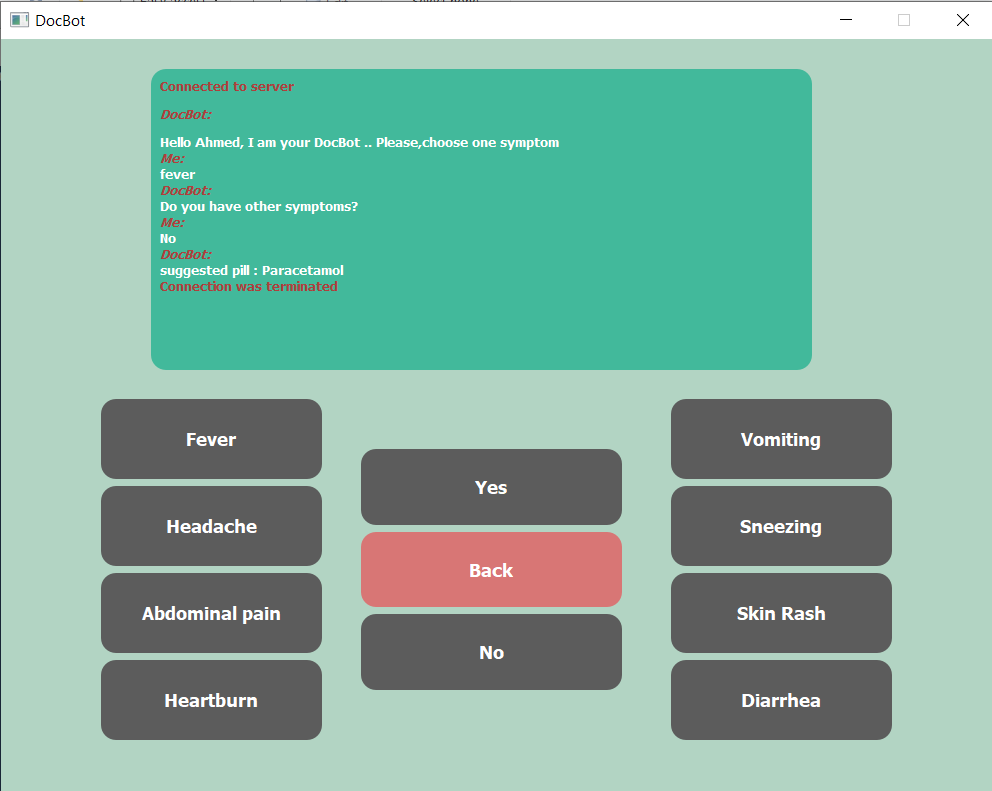 DocBot
Connected to server
DocBot:
Hello Ahmed, I am your DocBot .. Please,choose one symptom
Me:
fever
DocBot:
Do you have other symptoms?
Me:
No
DocBot:
suggested pill : Paracetamol
Connection was terminated
Fever
Headache
Abdominal pain
Heartburn
Yes
Back
No
Vomiting
Sneezing
Skin Rash
Diarrhea